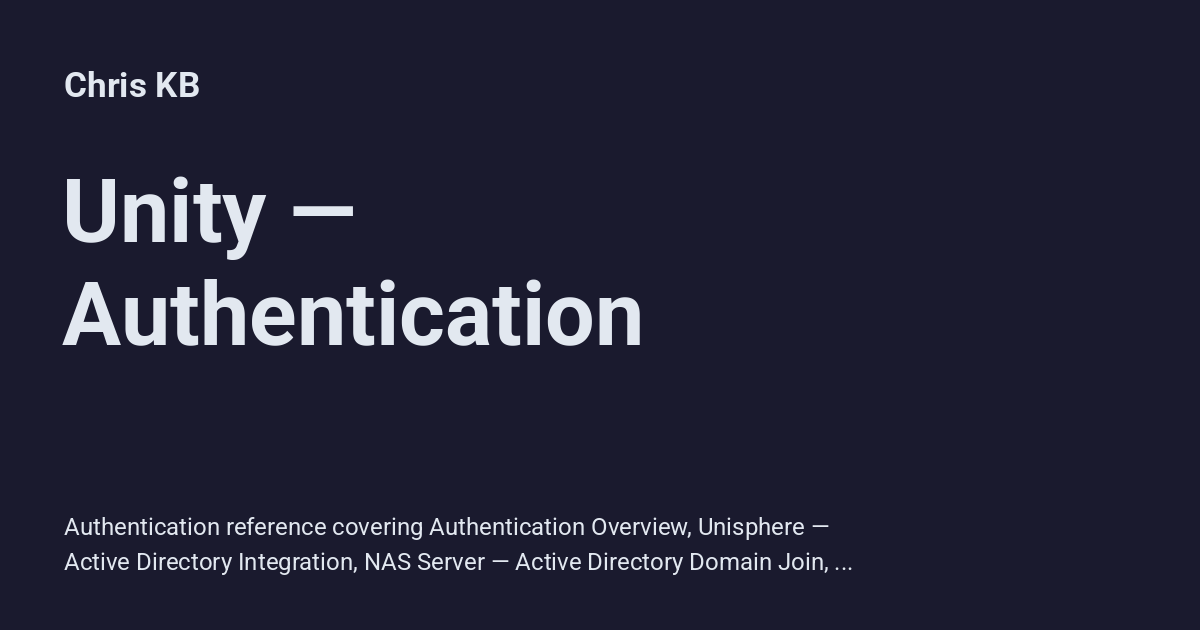 Chris KB
Unity —
Authentication
Authentication reference covering Authentication Overview, Unisphere —
Active Directory Integration, NAS Server — Active Directory Domain Join, ...